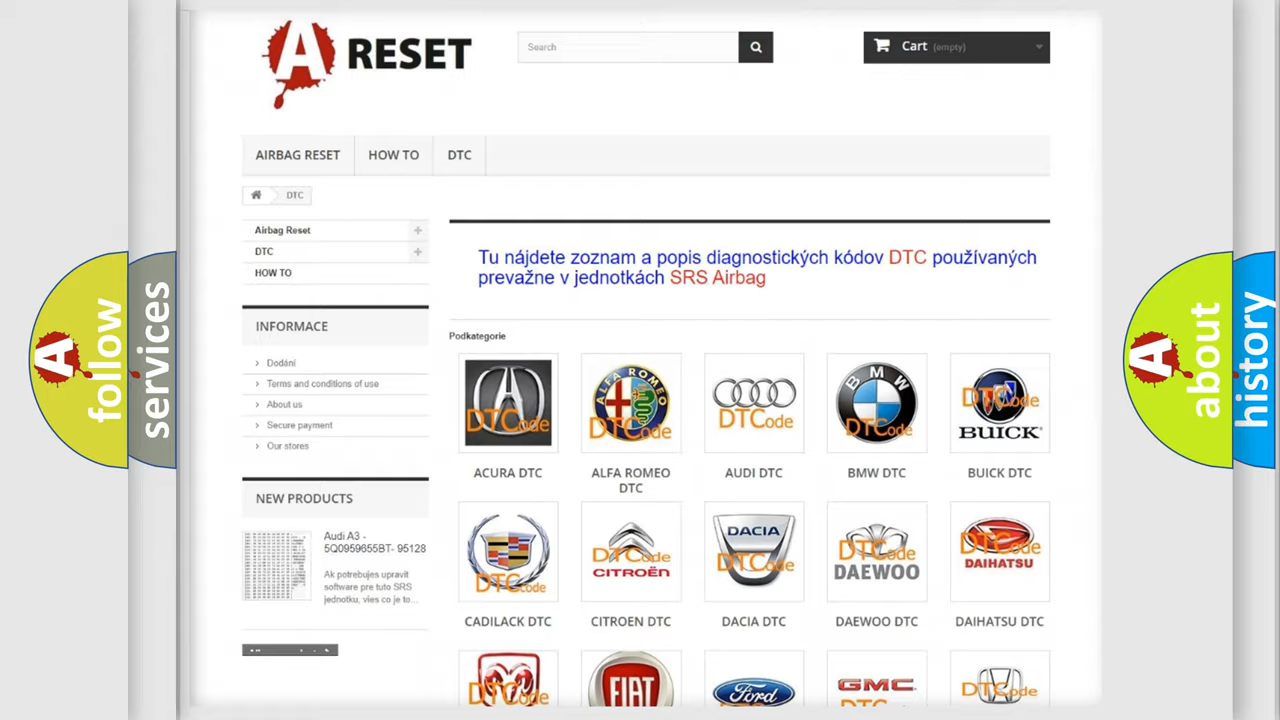 A RESET
Search
Cart (empty)
AIRBAG RESET
HOW TO
DTC
DTC
Airbag Reset
DTC
HOW TO
INFORMACE
Dodání
Terms and conditions of use
About us
Secure payment
Our stores
NEW PRODUCTS
Audi A3 -
5Q0959655BT- 95128
Ak potrebujes upravit
software pre tuto SRS
jednotku, vies co je to...
Tu nájdete zoznam a popis diagnostických kódov DTC používaných
prevažne v jednotkách SRS Airbag
Podkategorie
DTCode
ALFA ROMEO
DTCode
DTCode
BMW
DTCode
DTCode
BUICK
ACURA DTC
ALFA ROMEO
DTC
AUDI DTC
BMW DTC
BUICK DTC
DTCode
DTCode
CITROËN
DACIA
DTCode
DTCode
DAEWOO
DTCode
DAIHATSU
CADILACK DTC
CITROEN DTC
DACIA DTC
DAEWOO DTC
DAIHATSU DTC
DTCode
FIAT
Ford
GMC
DTCode
A
follow
services
A
about
history